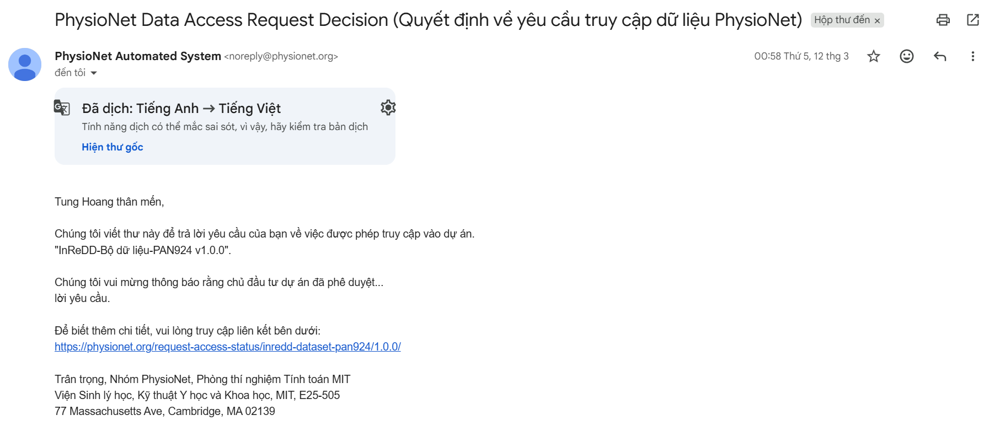 PhysioNet Data Access Request Decision (Quyết định về yêu cầu truy cập dữ liệu PhysioNet) Hộp thư đến ×
PhysioNet Automated System <noreply@physionet.org> 00:58 Thứ 5, 12 thg 3
đến tôi
Đã dịch: Tiếng Anh → Tiếng Việt
Tính năng dịch có thể mắc sai sót, vì vậy, hãy kiểm tra bản dịch
Hiện thư gốc
Tung Hoang thân mến,
Chúng tôi viết thư này để trả lời yêu cầu của bạn về việc được phép truy cập vào dự án.
"InReDD-Bộ dữ liệu-PAN924 v1.0.0".
Chúng tôi vui mừng thông báo rằng chủ đầu tư dự án đã phê duyệt...
lời yêu cầu.
Để biết thêm chi tiết, vui lòng truy cập liên kết bên dưới:
https://physionet.org/request-access-status/inredd-dataset-pan924/1.0.0/
Trân trọng, Nhóm PhysioNet, Phòng thí nghiệm Tính toán MIT
Viện Sinh lý học, Kỹ thuật Y học và Khoa học, MIT, E25-505
77 Massachusetts Ave, Cambridge, MA 02139